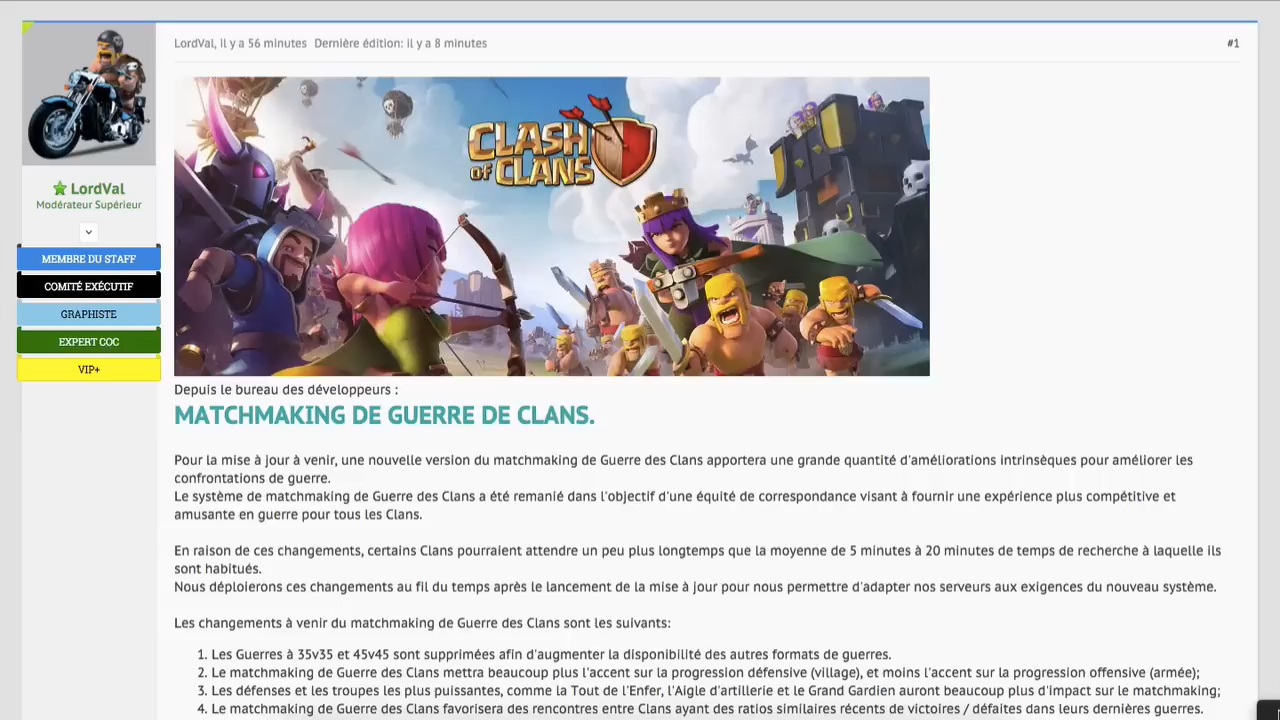 LordVal, il y a 56 minutes Dernière édition: il y a 8 minutes
#1
CLASH
OF CLANS
LordVal
Modérateur Supérieur
MEMBRE DU STAFF
COMITÉ EXÉCUTIF
GRAPHISTE
EXPERT COC
VIP+
Depuis le bureau des développeurs :
MATCHMAKING DE GUERRE DE CLANS.
Pour la mise à jour à venir, une nouvelle version du matchmaking de Guerre des Clans apportera une grande quantité d'améliorations intrinsèques pour améliorer les
confrontations de guerre.
Le système de matchmaking de Guerre des Clans a été remanié dans l'objectif d'une équité de correspondance visant à fournir une expérience plus compétitive et
amusante en guerre pour tous les Clans.
En raison de ces changements, certains Clans pourraient attendre un peu plus longtemps que la moyenne de 5 minutes à 20 minutes de temps de recherche à laquelle ils
sont habitués.
Nous déploierons ces changements au fil du temps après le lancement de la mise à jour pour nous permettre d'adapter nos serveurs aux exigences du nouveau système.
Les changements à venir du matchmaking de Guerre des Clans sont les suivants:
1. Les Guerres à 35v35 et 45v45 sont supprimées afin d'augmenter la disponibilité des autres formats de guerres.
2. Le matchmaking de Guerre des Clans mettra beaucoup plus l'accent sur la progression défensive (village), et moins l'accent sur la progression offensive (armée);
3. Les défenses et les troupes les plus puissantes, comme la Tout de l'Enfer, l'Aigle d'artillerie et le Grand Gardien auront beaucoup plus d'impact sur le matchmaking;
4. Le matchmaking de Guerre des Clans favorisera des rencontres entre Clans ayant des ratios similaires récents de victoires / défaites dans leurs dernières guerres.